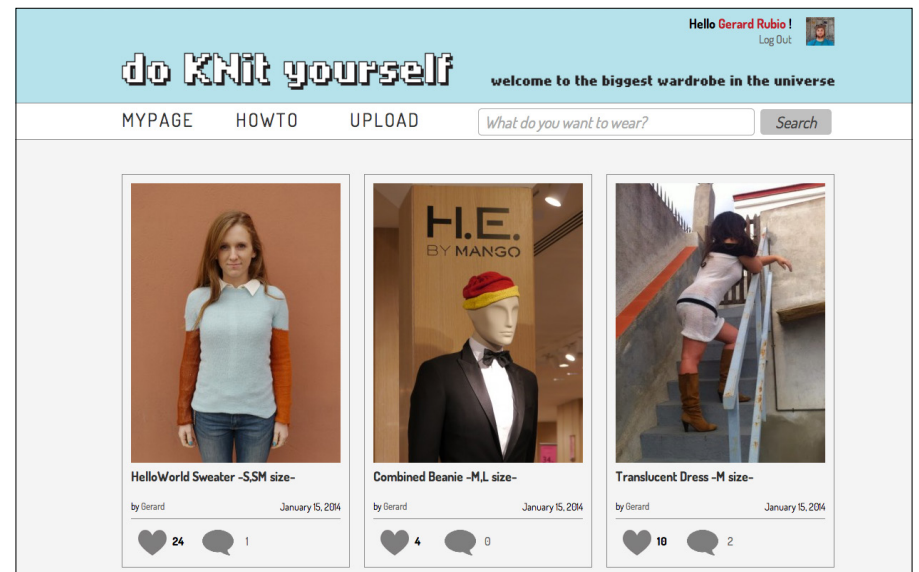 Hello Gerard Rubio !
Log Out
do KNit yourself
welcome to the biggest wardrobe in the universe
MYPAGE HOWTO UPLOAD What do you want to wear? Search
H.E.
BY MANGO
HelloWorld Sweater -S,SM size-
by Gerard January 15, 2014
24 1
Combined Beanie -M,L size-
by Gerard January 15, 2014
4 0
Translucent Dress -M size-
by Gerard January 15, 2014
10 2